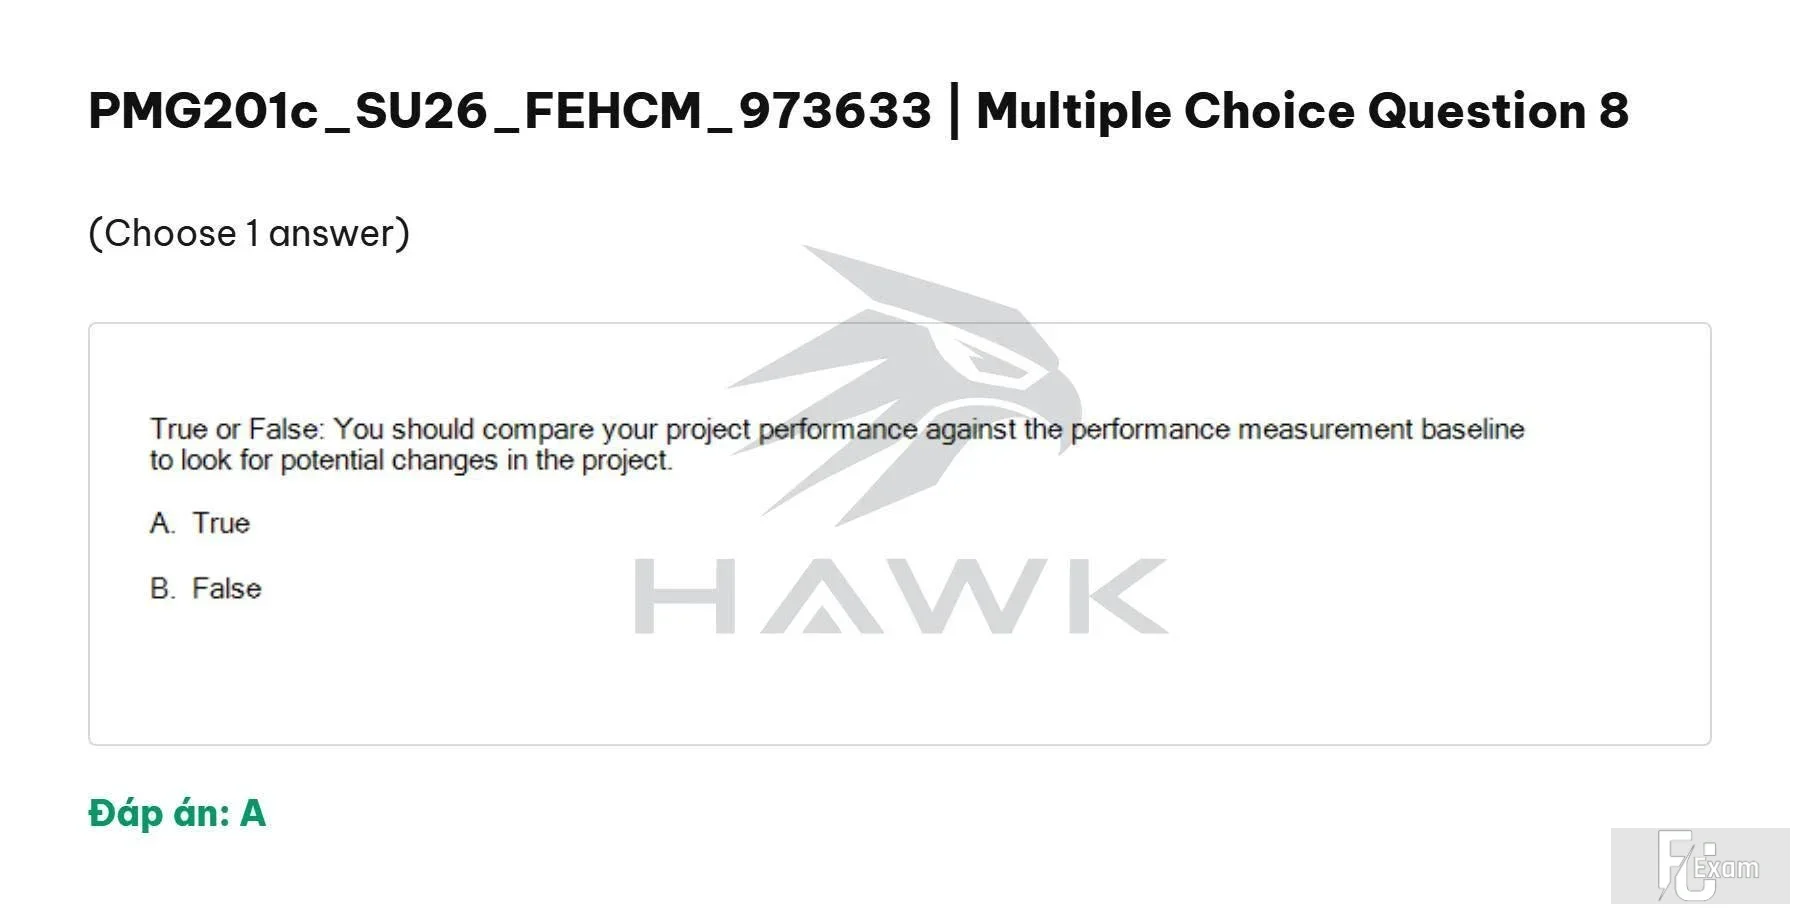 PMG201c_SU26_FEHCM_973633 | Multiple Choice Question 8
(Choose 1 answer)
True or False: You should compare your project performance against the performance measurement baseline
to look for potential changes in the project.
A. True
B. False
HAWK
Đáp án: A
FU Exam